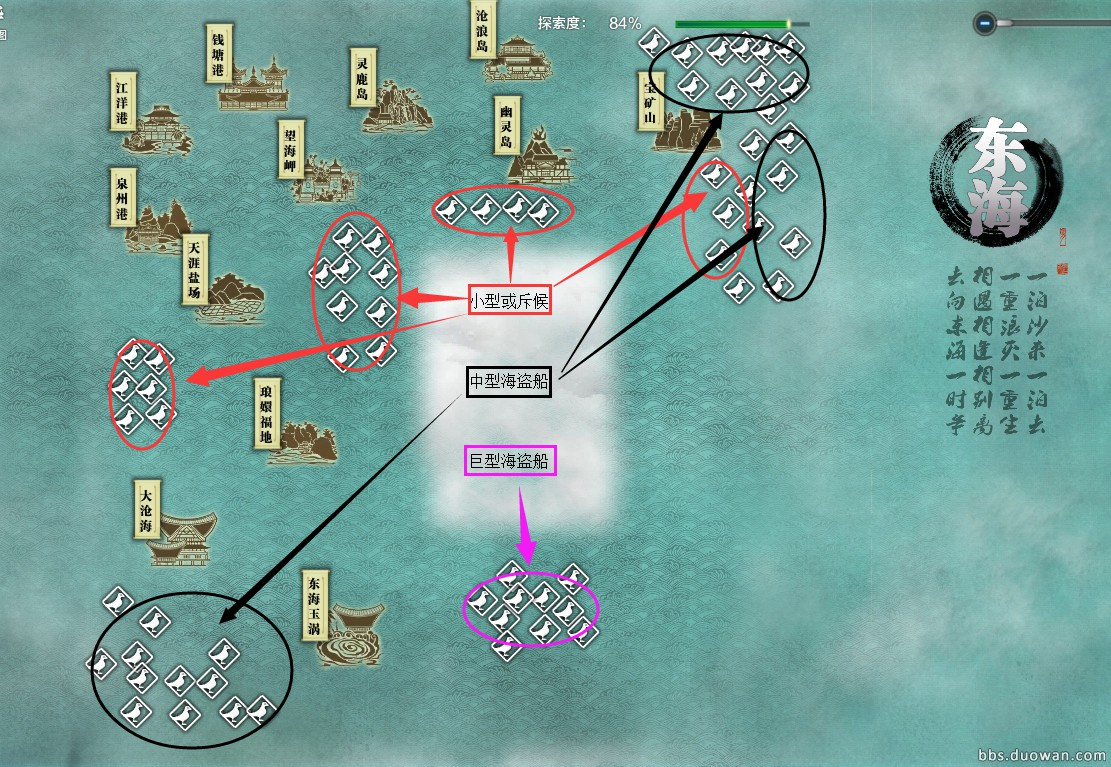 探索度: 84%
沧浪岛
钱塘港
灵鹿岛
江洋港
宝矿山
幽灵岛
望海岬
泉州港
天涯盐场
小型或斥候
中型海盗船
琅嬛福地
巨型海盗船
大沧海
东海玉涡
东海
一泊沙来一泊去
一重浪灭一重生
相遇相逢相别离
去向东海一时争
图
bbs.duowan.com